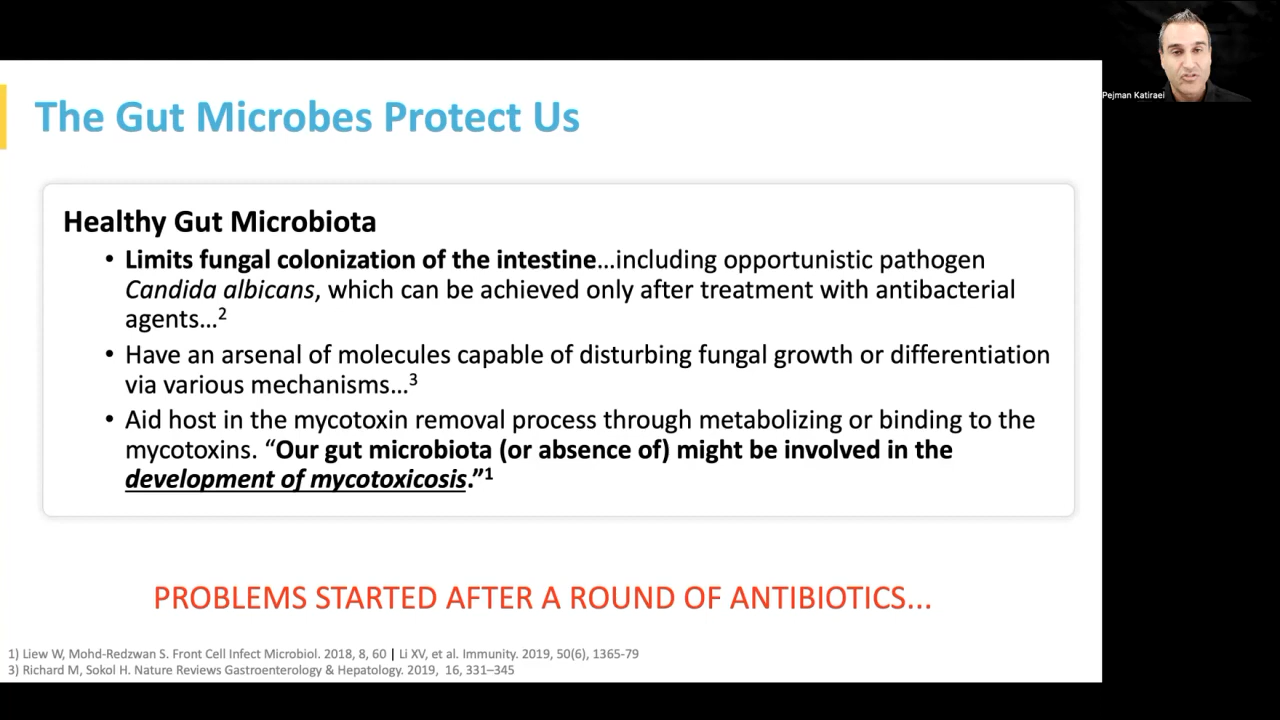 The Gut Microbes Protect Us
Pejman Katiraei
Healthy Gut Microbiota
• Limits fungal colonization of the intestine…including opportunistic pathogen
Candida albicans, which can be achieved only after treatment with antibacterial
agents…2
• Have an arsenal of molecules capable of disturbing fungal growth or differentiation
via various mechanisms…3
• Aid host in the mycotoxin removal process through metabolizing or binding to the
mycotoxins. “Our gut microbiota (or absence of) might be involved in the
development of mycotoxicosis.”1
PROBLEMS STARTED AFTER A ROUND OF ANTIBIOTICS...
1) Liew W, Mohd-Redzwan S. Front Cell Infect Microbiol. 2018, 8, 60 | Li XV, et al. Immunity. 2019, 50(6), 1365-79
3) Richard M, Sokol H. Nature Reviews Gastroenterology & Hepatology. 2019, 16, 331–345